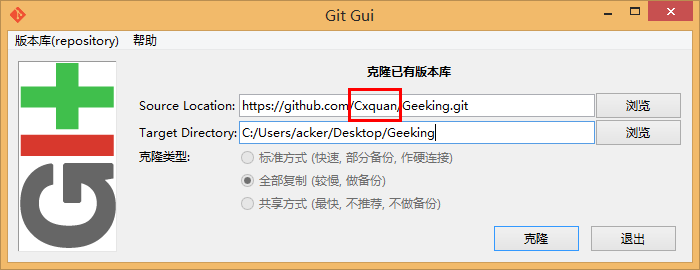 Git Gui
版本库(repository) 帮助
克隆已有版本库
Source Location: https://github.com/Cxquan/Geeking.git 浏览
Target Directory: C:/Users/acker/Desktop/Geeking 浏览
克隆类型: 标准方式 (快速, 部分备份, 作硬连接)
全部复制 (较慢, 做备份)
共享方式 (最快, 不推荐, 不做备份)
克隆 退出